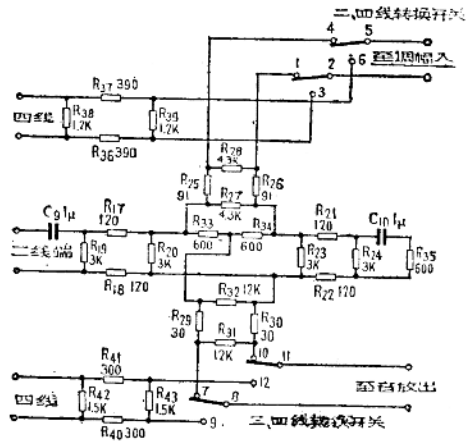 二、四线转换开关
4 5
至调幅入
1 2 6
R37 390
3
四线
R38 1.2K
R39 1.2K
R36 390
R28 4.3K
R25 91
R26 91
R27 4.3K
C9 1μ
R17 120
R33 600
R34 600
R21 120
C10 1μ
二线端
R19 3K
R20 3K
R23 3K
R24 3K
R35 600
R18 120
R22 120
R32 12K
R29 30
R30 30
R31 12K
10 11
R41 300
四线
R42 1.5K
R43 1.5K
12
7 8
至音放出
R40 300
9
二、四线转换开关